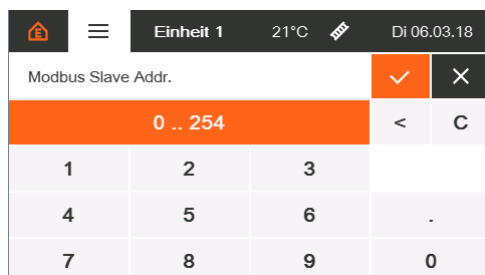 E Einheit 1 21°C Di 06.03.18
Modbus Slave Addr.
0 .. 254 < C
1 2 3
4 5 6 .
7 8 9 0